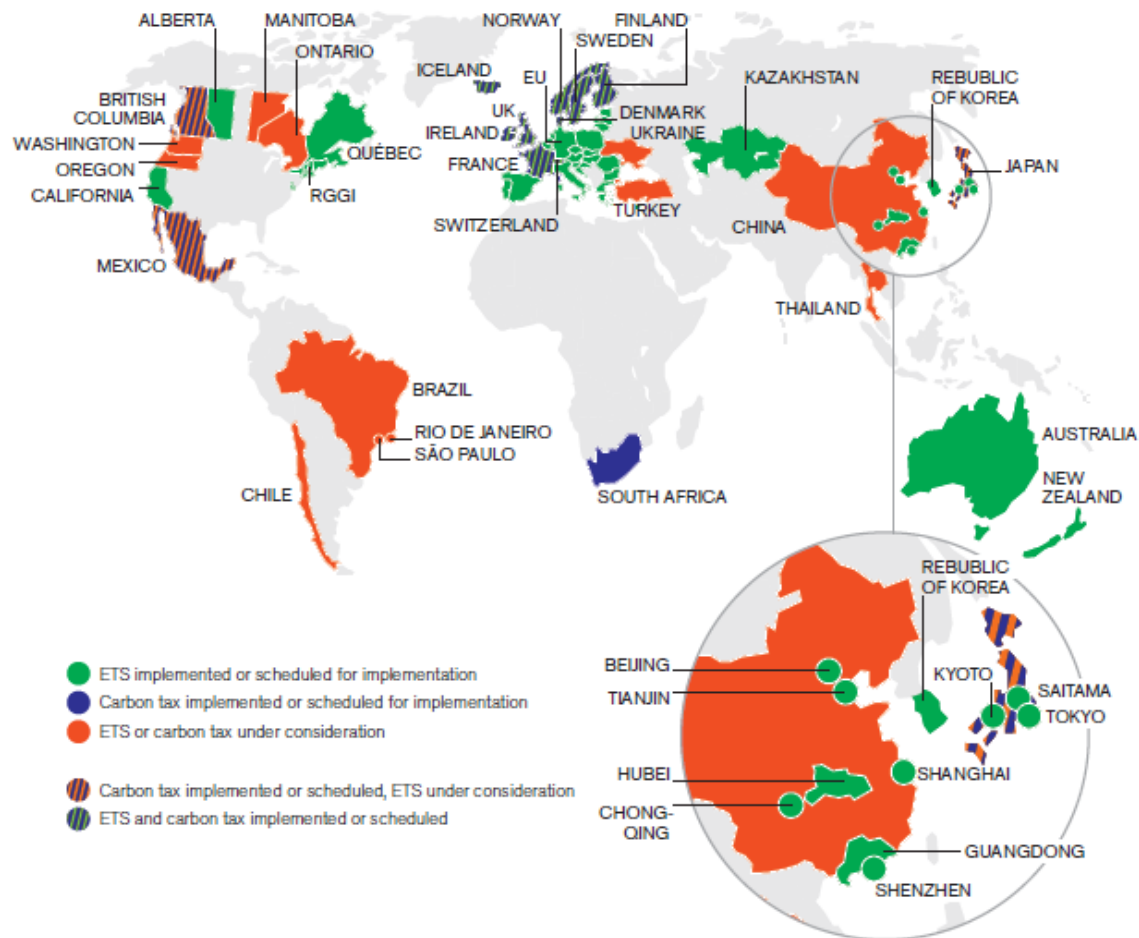 ALBERTA
MANITOBA
ONTARIO
BRITISH
COLUMBIA
WASHINGTON
OREGON
CALIFORNIA
QUÉBEC
RGGI
MEXICO
ICELAND
NORWAY
SWEDEN
FINLAND
EU
UK
IRELAND
DENMARK
UKRAINE
FRANCE
SWITZERLAND
TURKEY
KAZAKHSTAN
REBUBLIC
OF KOREA
JAPAN
CHINA
THAILAND
BRAZIL
RIO DE JANEIRO
SÃO PAULO
CHILE
SOUTH AFRICA
AUSTRALIA
NEW
ZEALAND
REBUBLIC
OF KOREA
BEIJING
TIANJIN
KYOTO
SAITAMA
TOKYO
HUBEI
SHANGHAI
CHONG-
QING
GUANGDONG
SHENZHEN
ETS implemented or scheduled for implementation
Carbon tax implemented or scheduled for implementation
ETS or carbon tax under consideration
Carbon tax implemented or scheduled, ETS under consideration
ETS and carbon tax implemented or scheduled